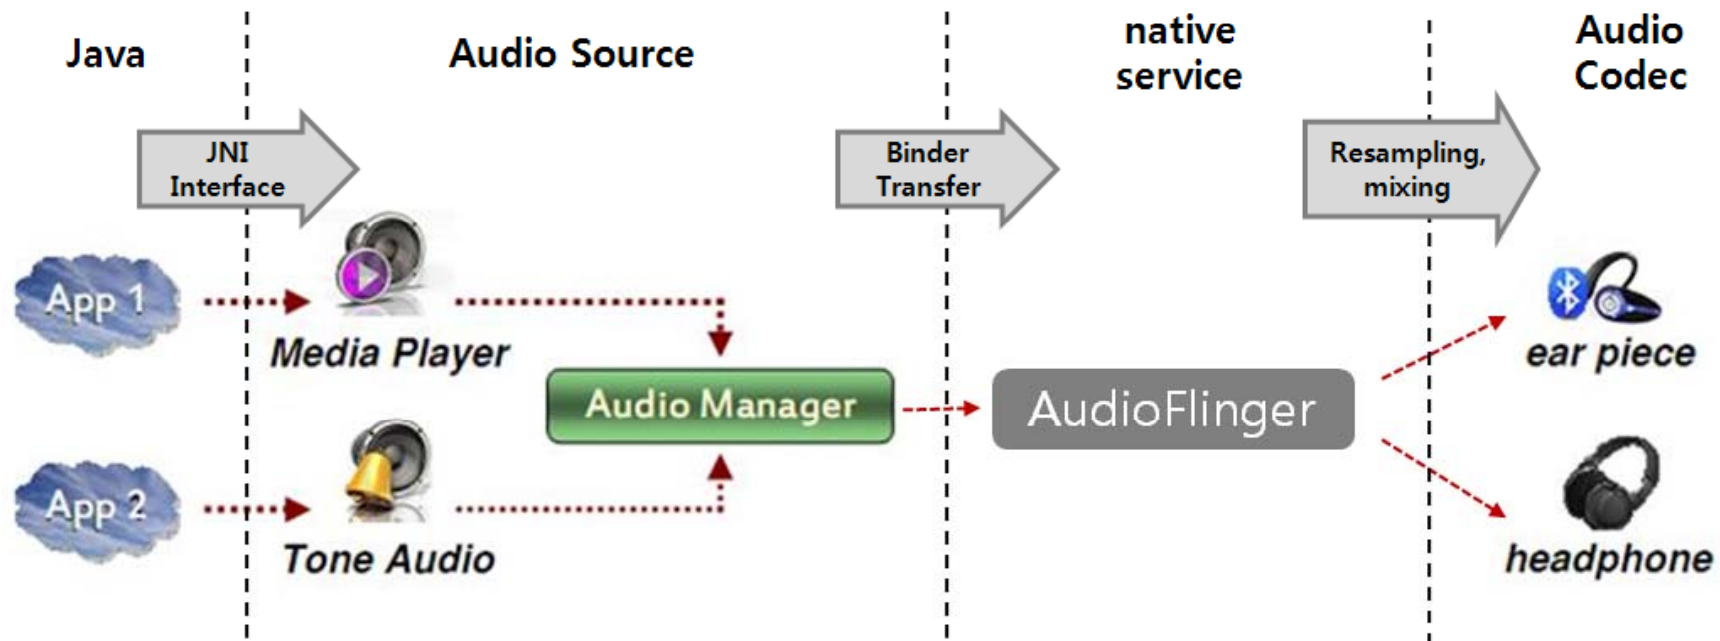 Java
Audio Source
native
service
Audio
Codec
JNI
Interface
Binder
Transfer
Resampling,
mixing
App 1
Media Player
ear piece
Audio Manager
AudioFlinger
App 2
Tone Audio
headphone